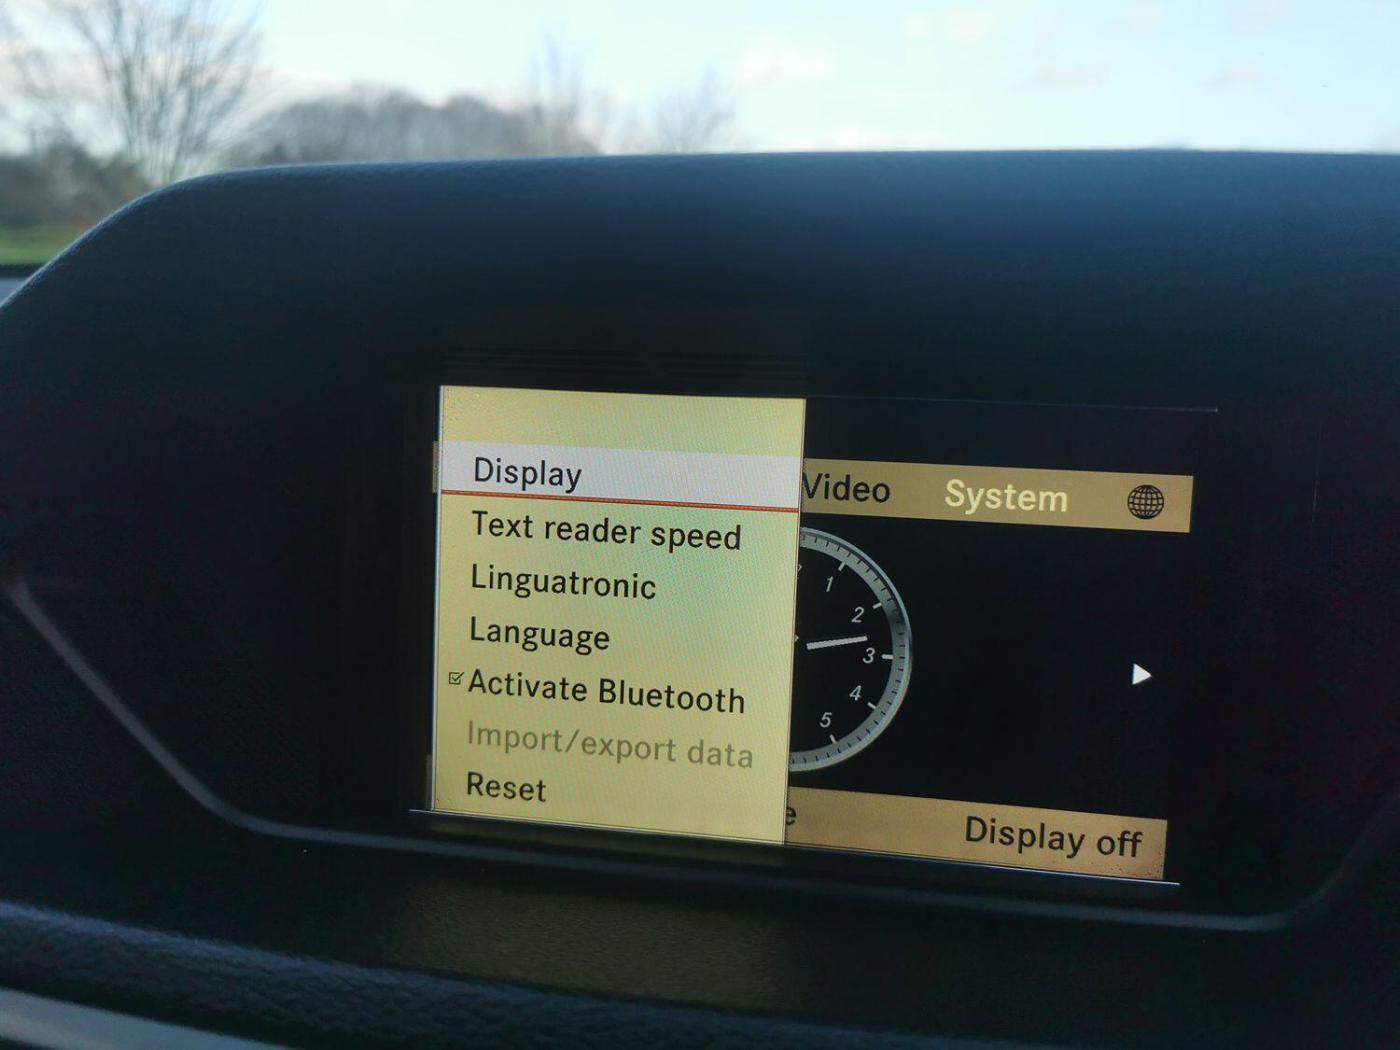 Display
Text reader speed
Linguatronic
Language
Activate Bluetooth
Import/export data
Reset
Video System
1
2
3
4
5
Display off